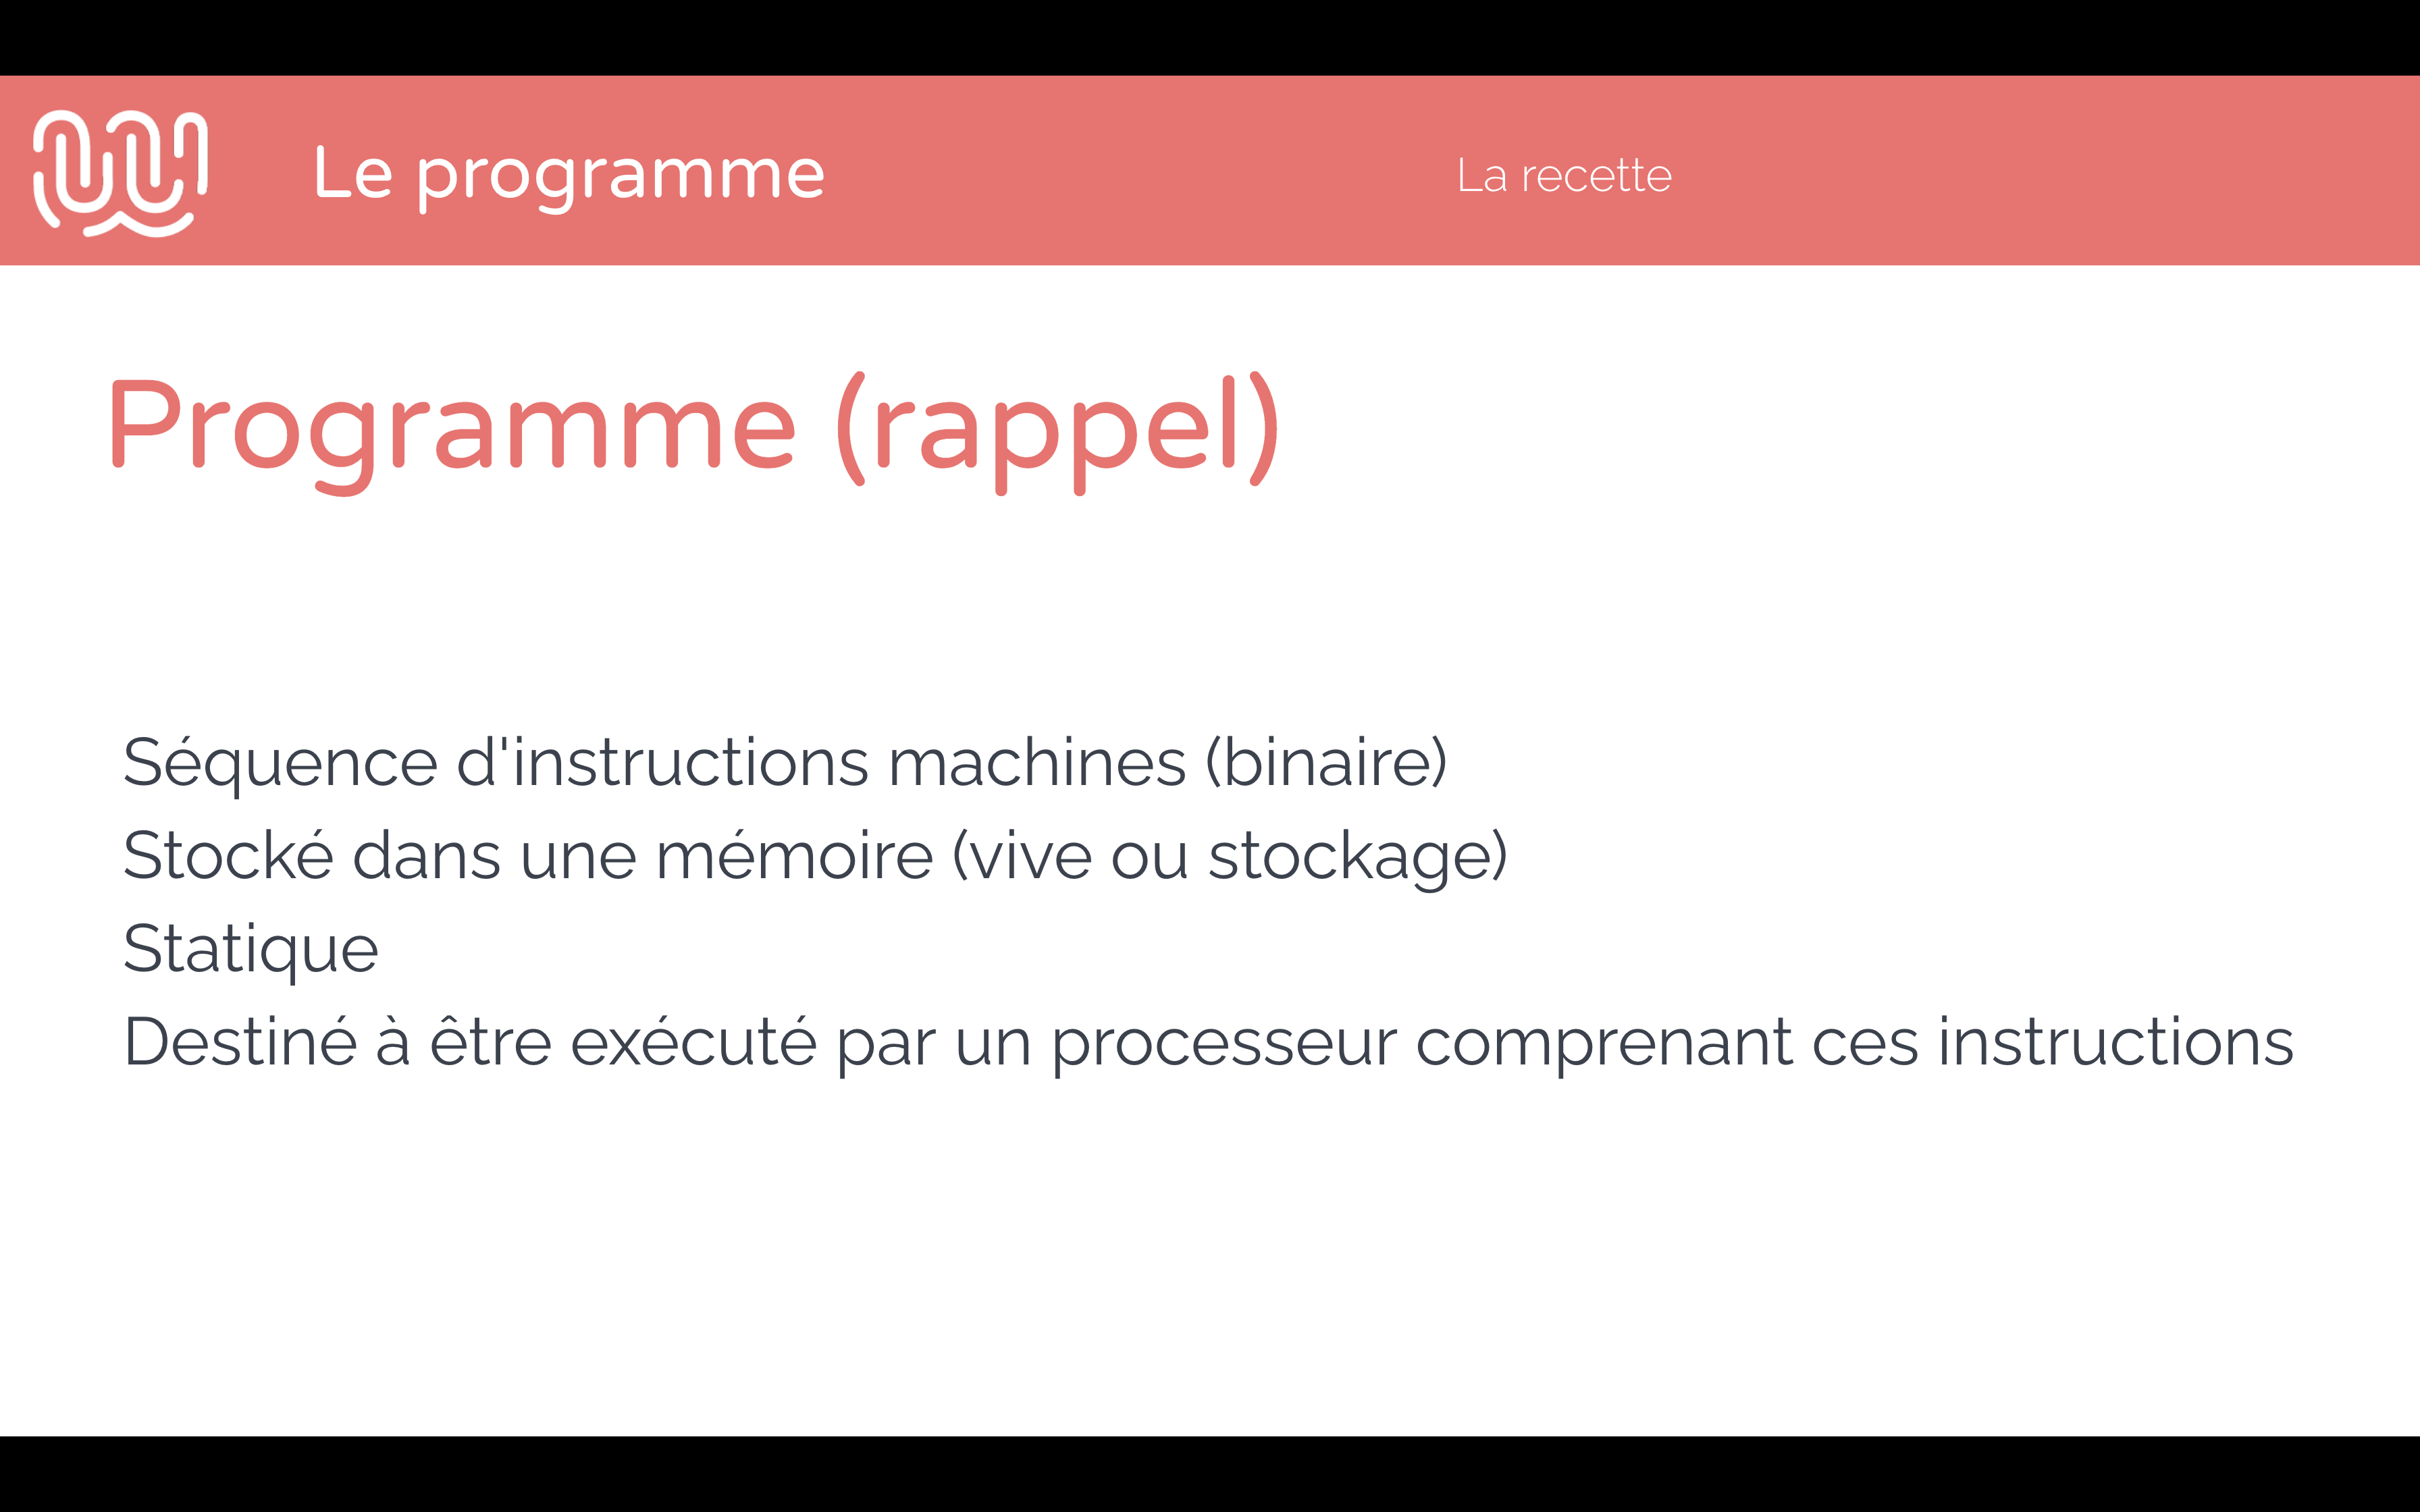 Le programme
La recette
Programme (rappel)
Séquence d'instructions machines (binaire)
Stocké dans une mémoire (vive ou stockage)
Statique
Destiné à être exécuté par un processeur comprenant ces instructions